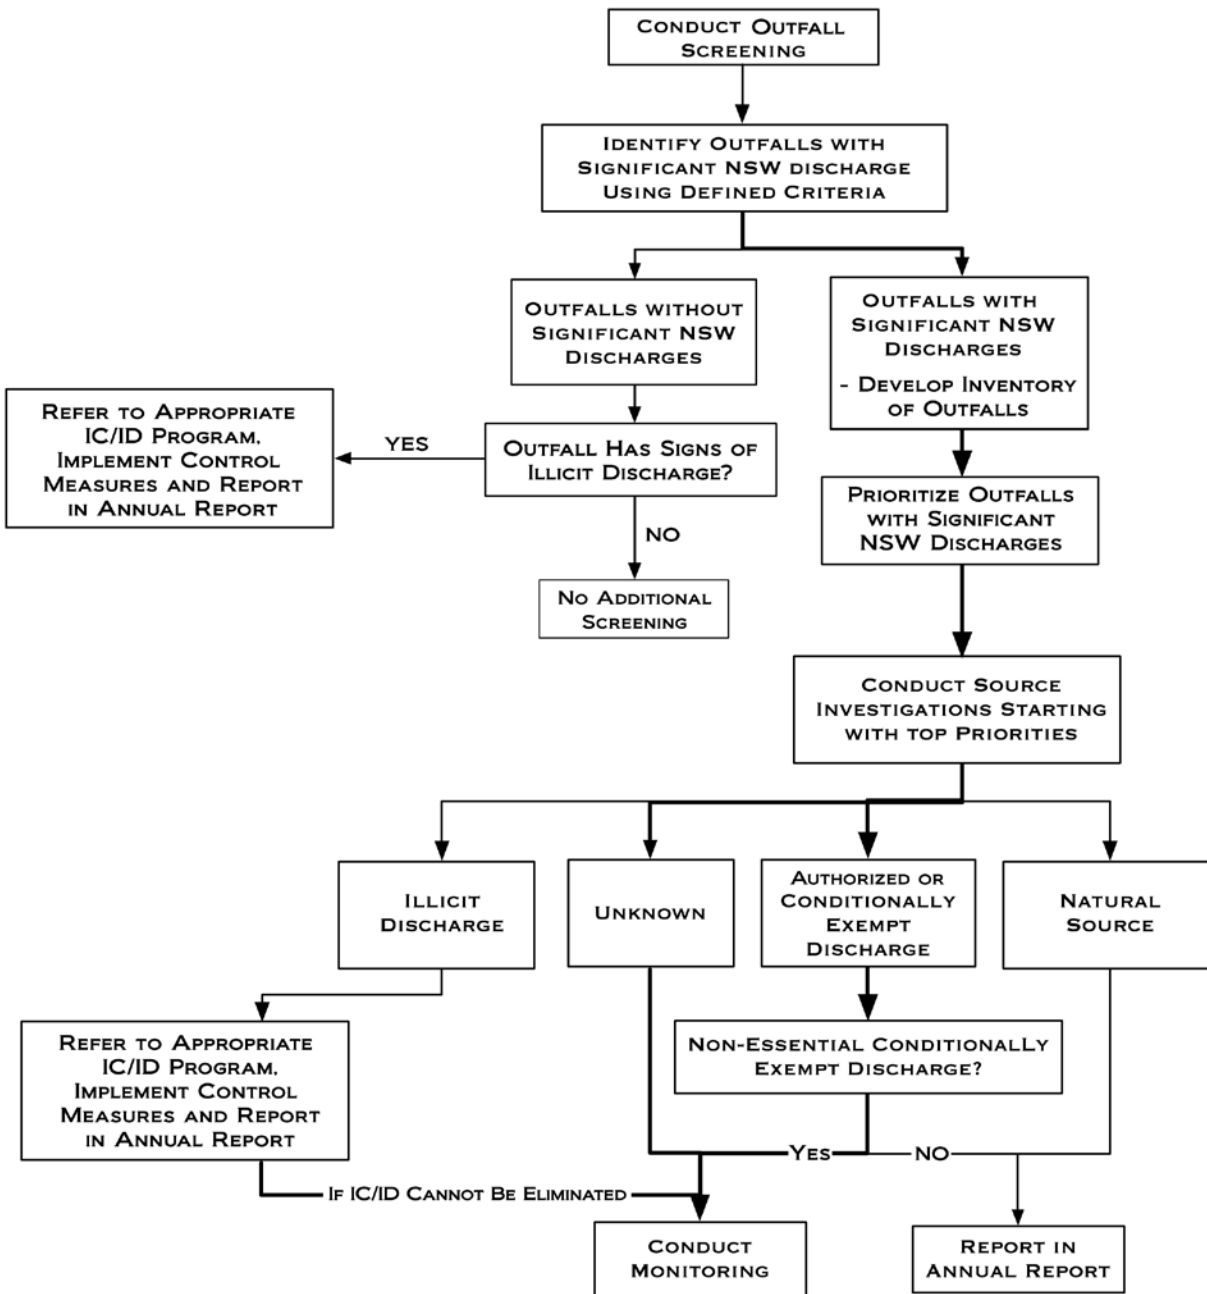 CONDUCT OUTFALL
SCREENING
IDENTIFY OUTFALLS WITH
SIGNIFICANT NSW DISCHARGE
USING DEFINED CRITERIA
OUTFALLS WITHOUT
SIGNIFICANT NSW
DISCHARGES
OUTFALLS WITH
SIGNIFICANT NSW
DISCHARGES
- DEVELOP INVENTORY
OF OUTFALLS
REFER TO APPROPRIATE
IC/ID PROGRAM,
IMPLEMENT CONTROL
MEASURES AND REPORT
IN ANNUAL REPORT
YES
OUTFALL HAS SIGNS OF
ILLICIT DISCHARGE?
PRIORITIZE OUTFALLS
WITH SIGNIFICANT
NSW DISCHARGES
NO
NO ADDITIONAL
SCREENING
CONDUCT SOURCE
INVESTIGATIONS STARTING
WITH TOP PRIORITIES
ILLICIT
DISCHARGE
UNKNOWN
AUTHORIZED OR
CONDITIONALLY
EXEMPT
DISCHARGE
NATURAL
SOURCE
REFER TO APPROPRIATE
IC/ID PROGRAM,
IMPLEMENT CONTROL
MEASURES AND REPORT
IN ANNUAL REPORT
NON-ESSENTIAL CONDITIONALLY
EXEMPT DISCHARGE?
YES
NO
IF IC/ID CANNOT BE ELIMINATED
CONDUCT
MONITORING
REPORT IN
ANNUAL REPORT